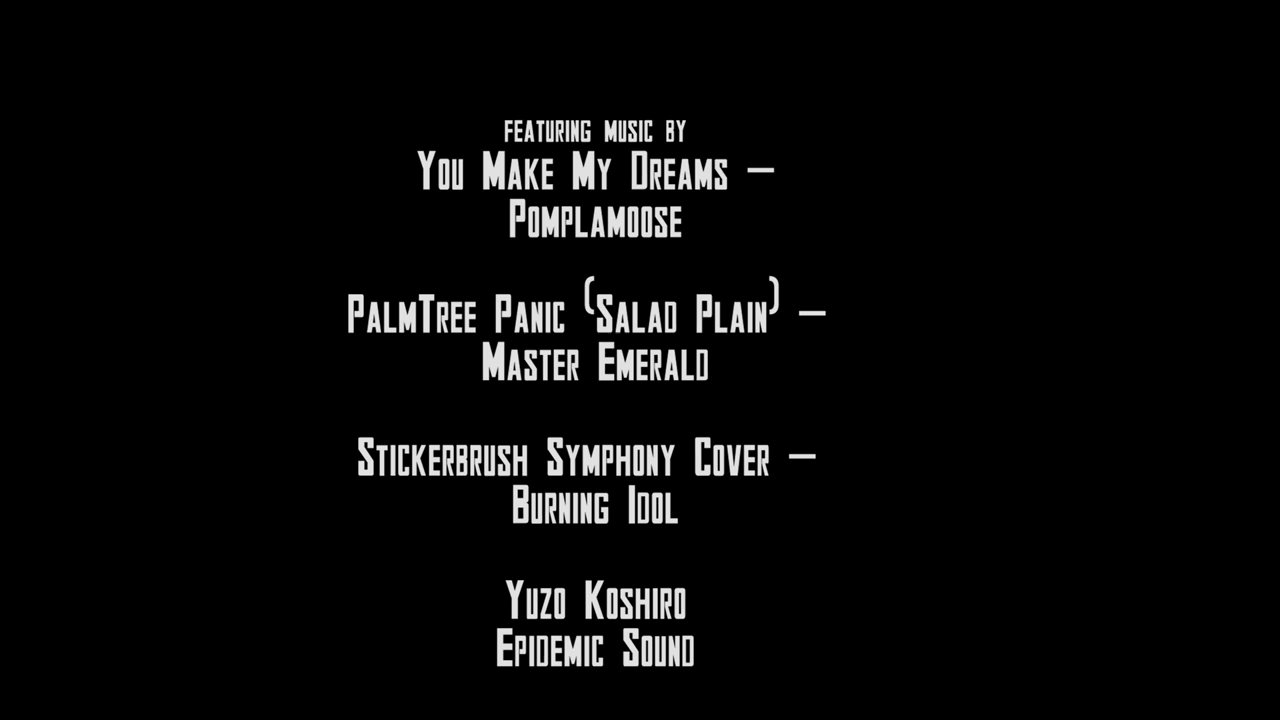 FEATURING MUSIC BY
You Make My Dreams –
Pomplamoose
PalmTree Panic (Salad Plain) –
Master Emerald
Stickerbrush Symphony Cover –
Burning Idol
Yuzo Koshiro
Epidemic Sound